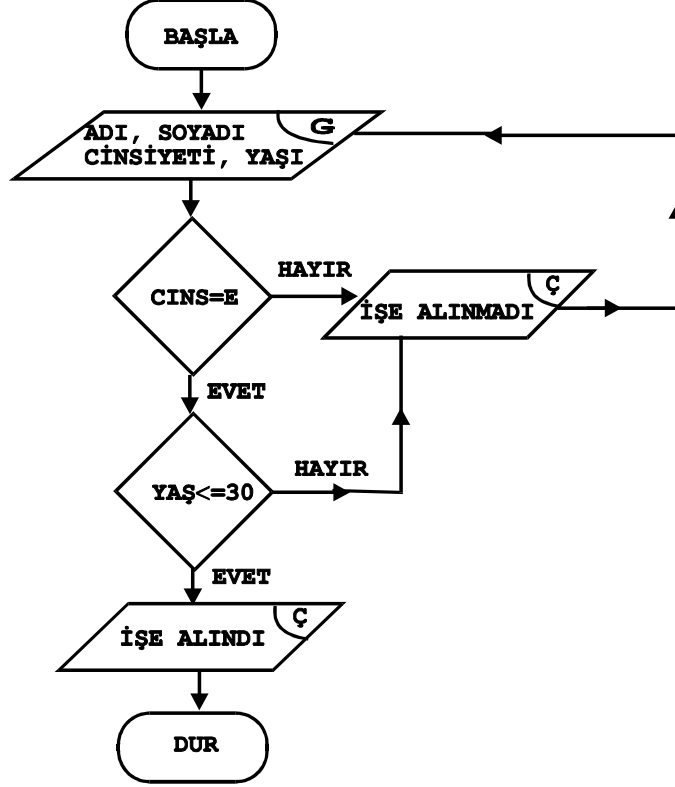 BAŞLA
G
ADI, SOYADI
CİNSİYETİ, YAŞI
CINS=E
HAYIR
Ç
İŞE ALINMADI
EVET
YAŞ<=30
HAYIR
EVET
Ç
İŞE ALINDI
DUR